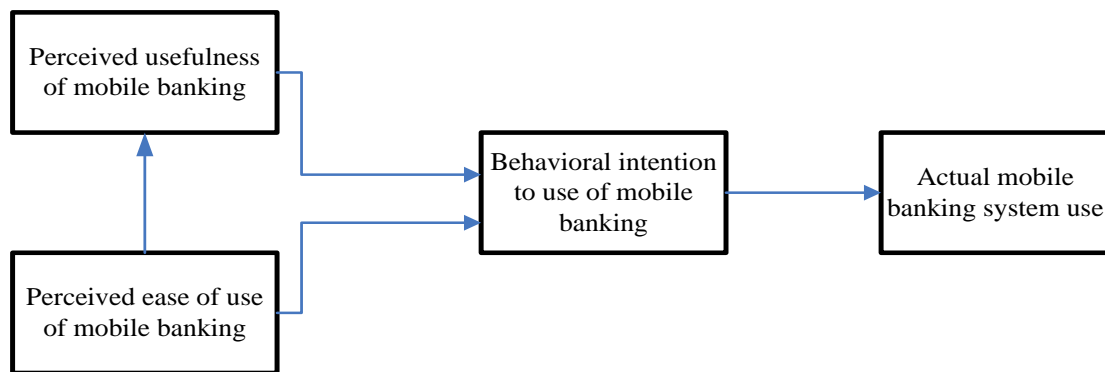 Perceived usefulness
of mobile banking
Behavioral intention
to use of mobile
banking
Actual mobile
banking system use
Perceived ease of use
of mobile banking